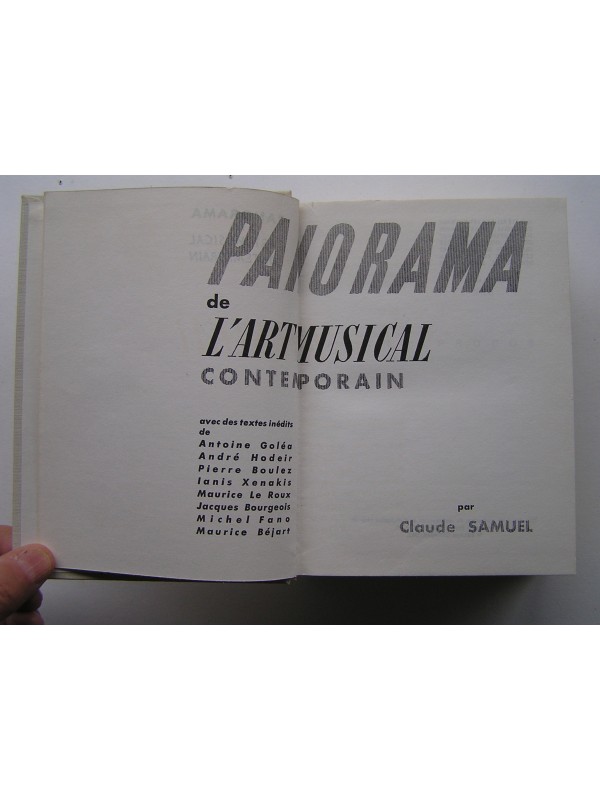 PANORAMA
de
L'ART MUSICAL
CONTEMPORAIN
avec des textes inédits
de
Antoine Goléa
André Hodeir
Pierre Boulez
Ianis Xenakis
Maurice Le Roux
Jacques Bourgeois
Michel Fano
Maurice Béjart
par
Claude SAMUEL